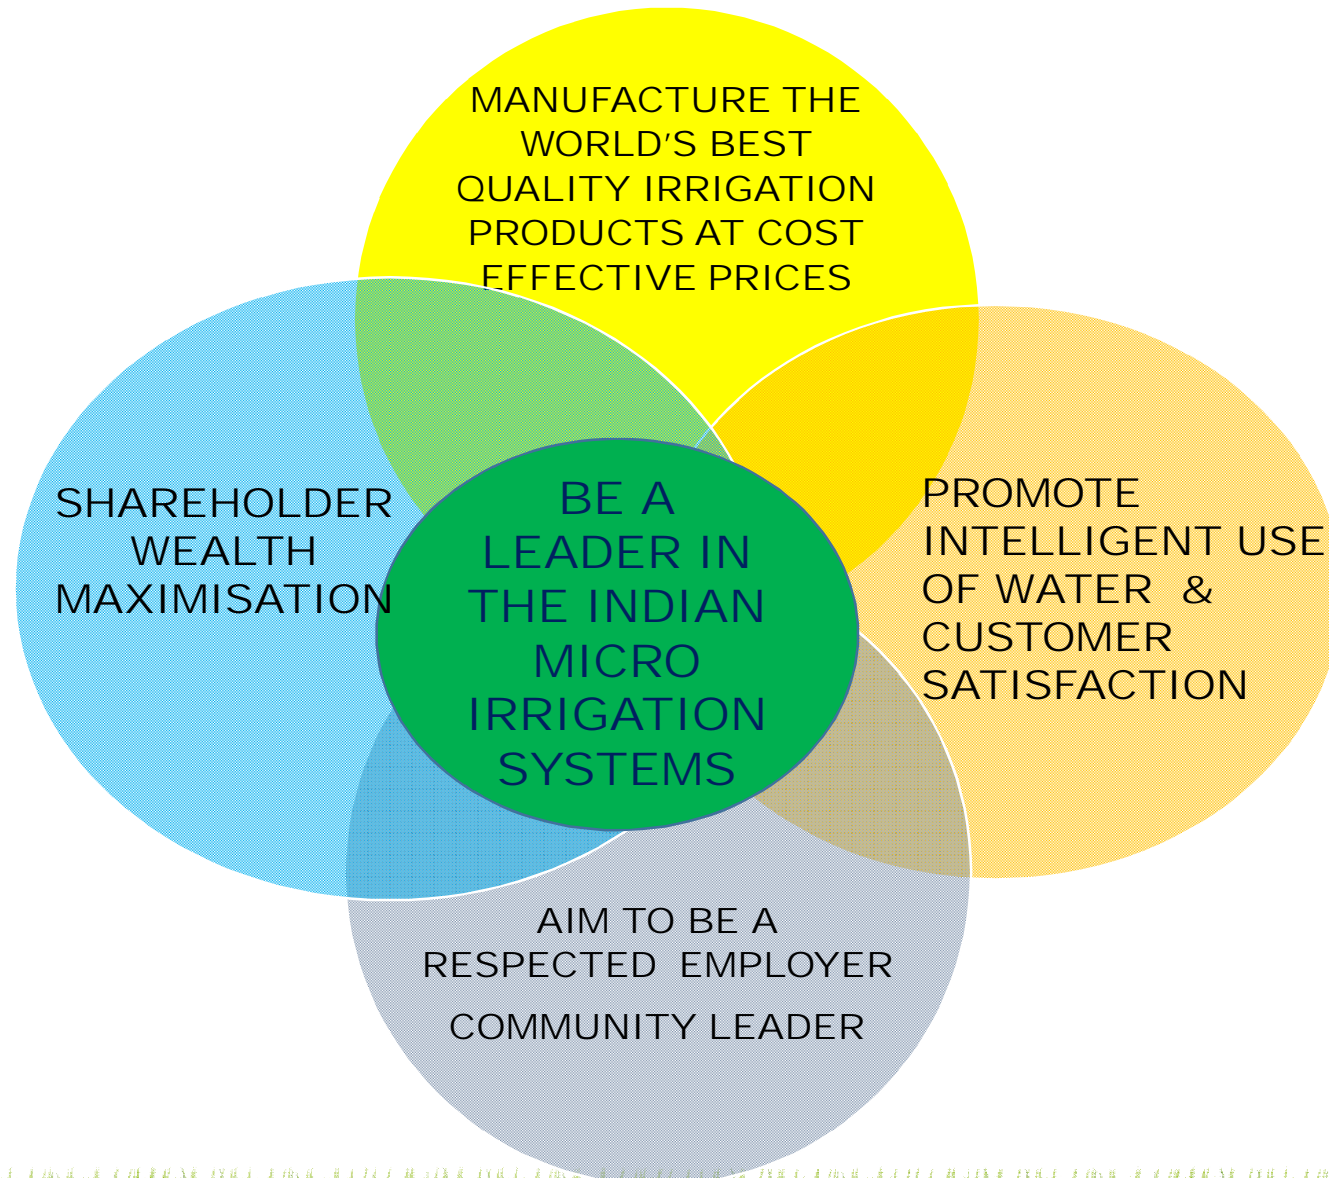 MANUFACTURE THE
WORLD'S BEST
QUALITY IRRIGATION
PRODUCTS AT COST
EFFECTIVE PRICES
SHAREHOLDER
WEALTH
MAXIMISATION
BE A
LEADER IN
THE INDIAN
MICRO
IRRIGATION
SYSTEMS
PROMOTE
INTELLIGENT USE
OF WATER &
CUSTOMER
SATISFACTION
AIM TO BE A
RESPECTED EMPLOYER
COMMUNITY LEADER